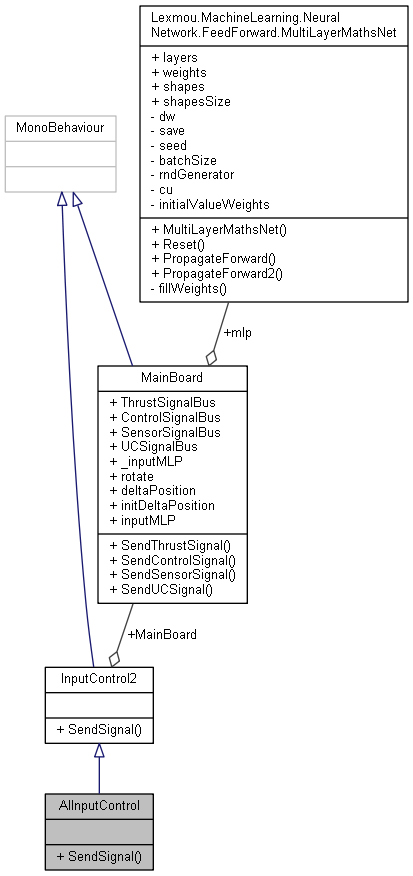 Lexmou.MachineLearning.Neural
Network.FeedForward.MultiLayerMathsNet
+ layers
+ weights
+ shapes
+ shapesSize
- dw
- save
- seed
- batchSize
- rndGenerator
- cu
- initialValueWeights
+ MultiLayerMathsNet()
+ Reset()
+ PropagateForward()
+ PropagateForward2()
- fillWeights()
MonoBehaviour
+mlp
MainBoard
+ ThrustSignalBus
+ ControlSignalBus
+ SensorSignalBus
+ UCSignalBus
+ _inputMLP
+ rotate
+ deltaPosition
+ initDeltaPosition
+ inputMLP
+ SendThrustSignal()
+ SendControlSignal()
+ SendSensorSignal()
+ SendUCSignal()
+MainBoard
InputControl2
+ SendSignal()
AIInputControl
+ SendSignal()